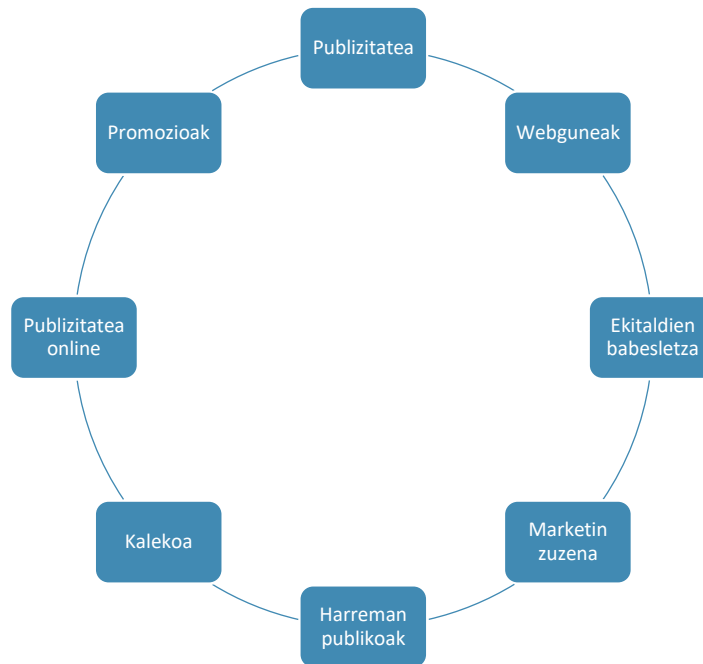 Publizitatea
Webguneak
Ekitaldien
babesletza
Marketin
zuzena
Harreman
publikoak
Kalekoa
Publizitatea
online
Promozioak